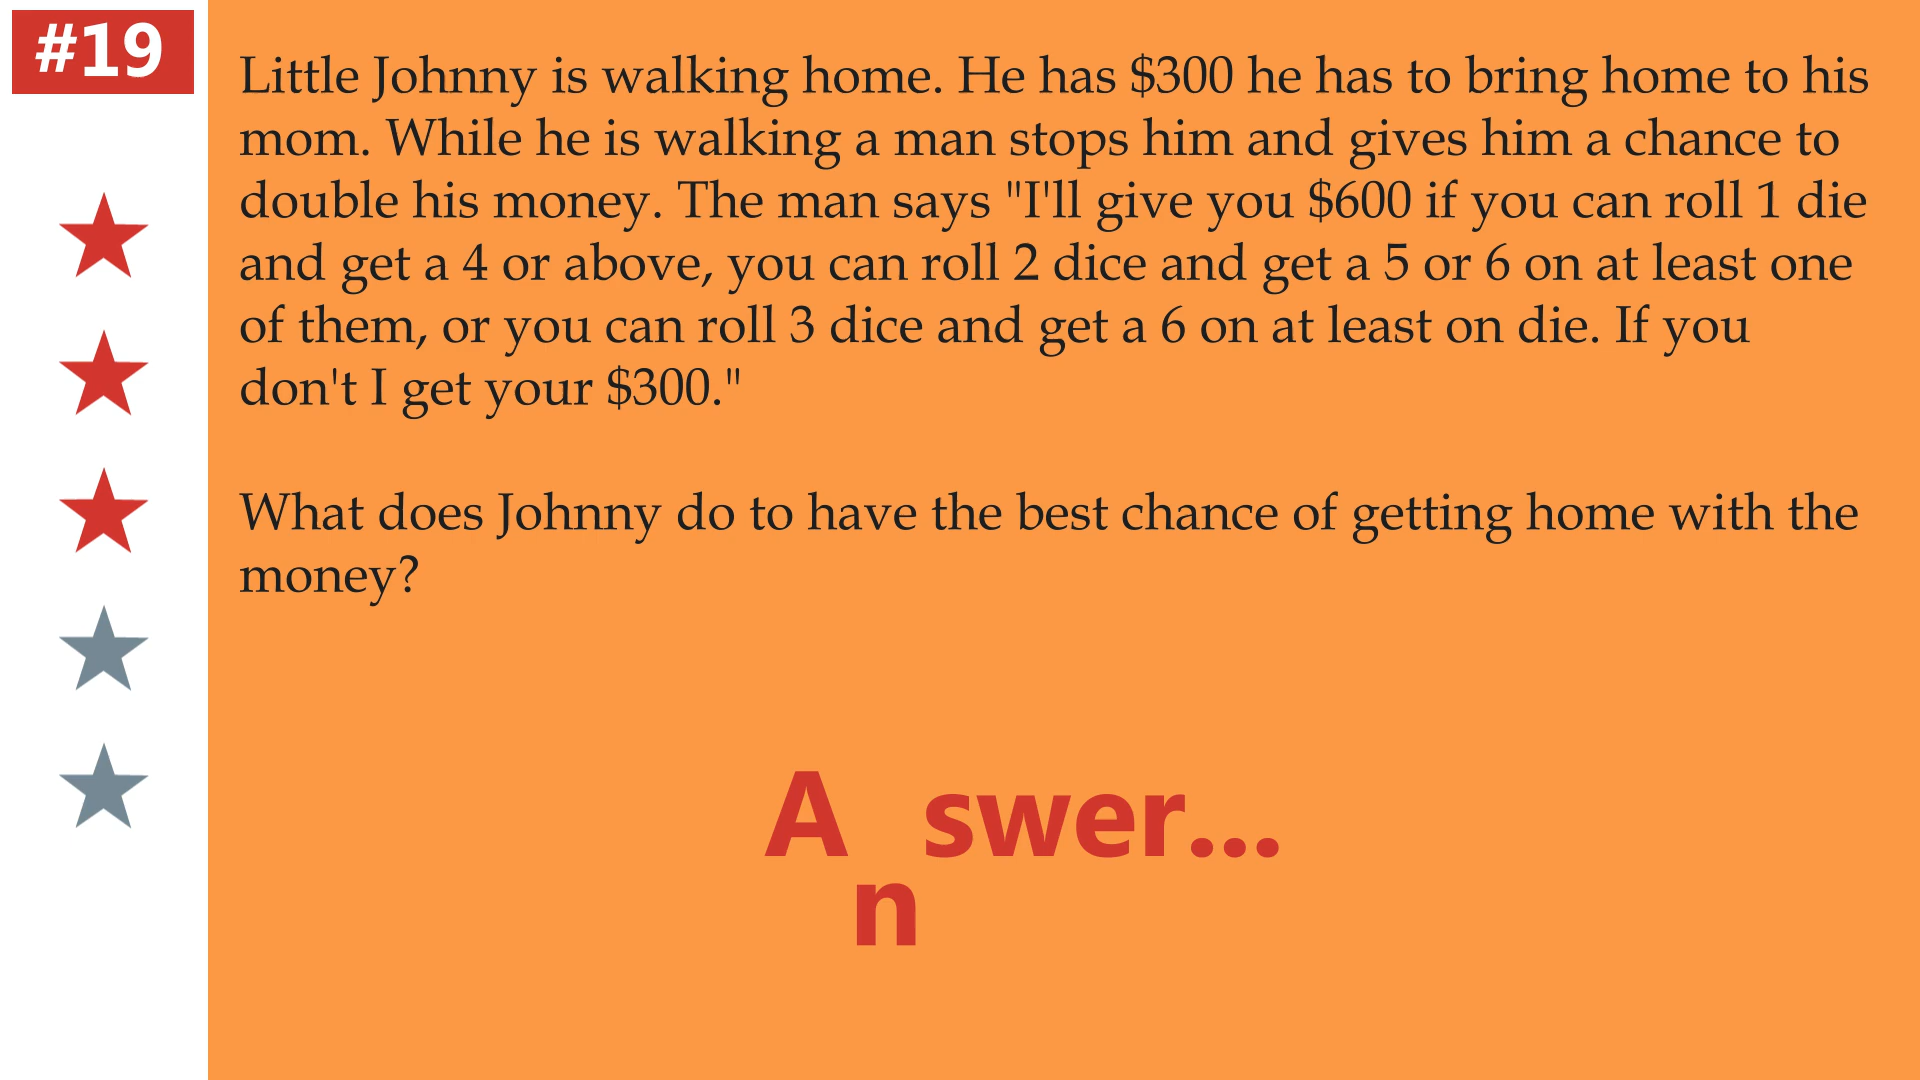 #19
Little Johnny is walking home. He has $300 he has to bring home to his
mom. While he is walking a man stops him and gives him a chance to
double his money. The man says "I'll give you $600 if you can roll 1 die
and get a 4 or above, you can roll 2 dice and get a 5 or 6 on at least one
of them, or you can roll 3 dice and get a 6 on at least on die. If you
don't I get your $300."
What does Johnny do to have the best chance of getting home with the
money?
Answer...